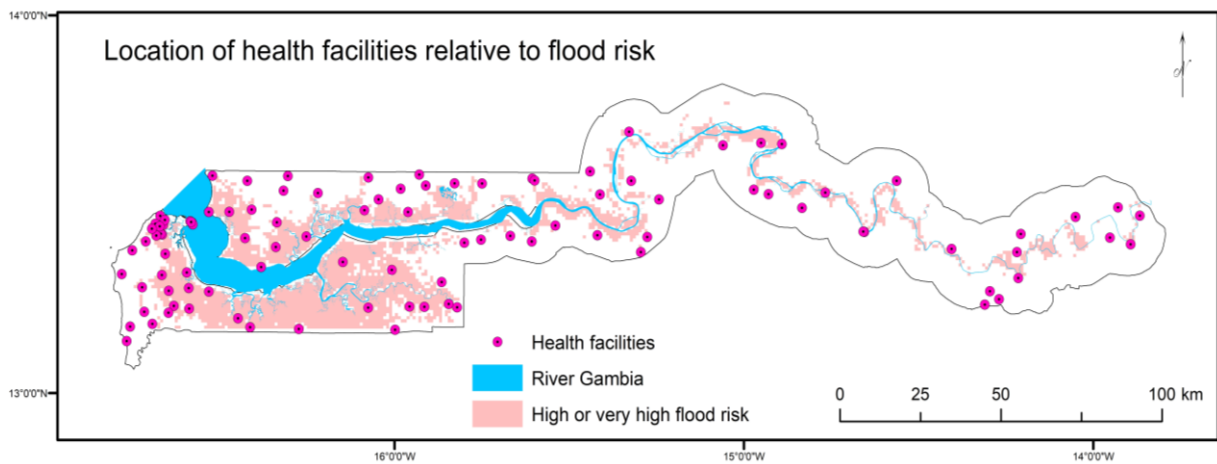 14°0'0"N
Location of health facilities relative to flood risk
N
Health facilities
River Gambia
High or very high flood risk
0 25 50 100 km
13°0'0"N
16°0'0"W 15°0'0"W 14°0'0"W